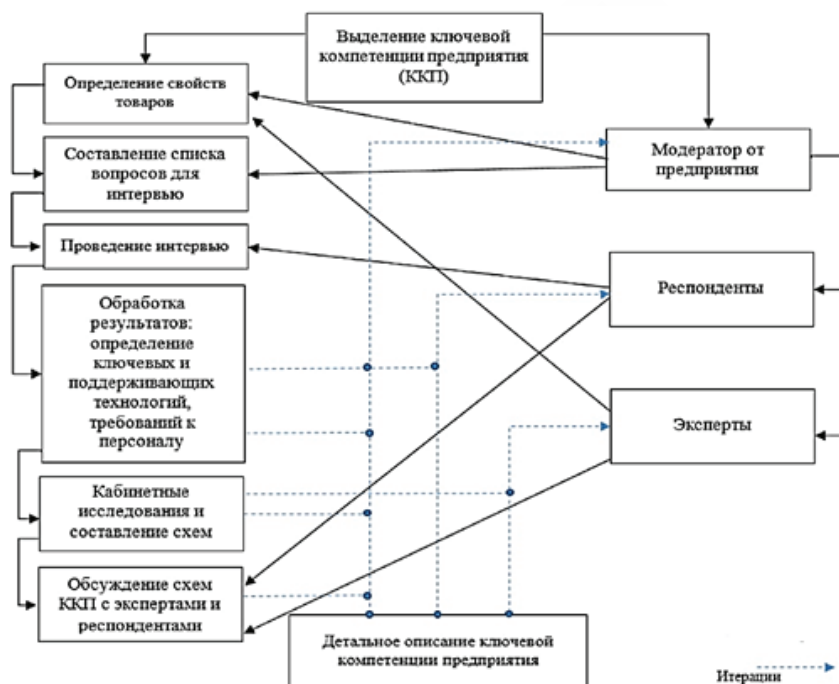 Выделение ключевой
компетенции предприятия
(ККП)
Определение свойств
товаров
Составление списка
вопросов для
интервью
Модератор от
предприятия
Проведение интервью
Респонденты
Обработка
результатов:
определение
ключевых и
поддерживающих
технологий,
требований к
персоналу
Эксперты
Кабинетные
исследования и
составление схем
Обсуждение схем
ККП с экспертами и
респондентами
Детальное описание ключевой
компетенции предприятия
Итерации